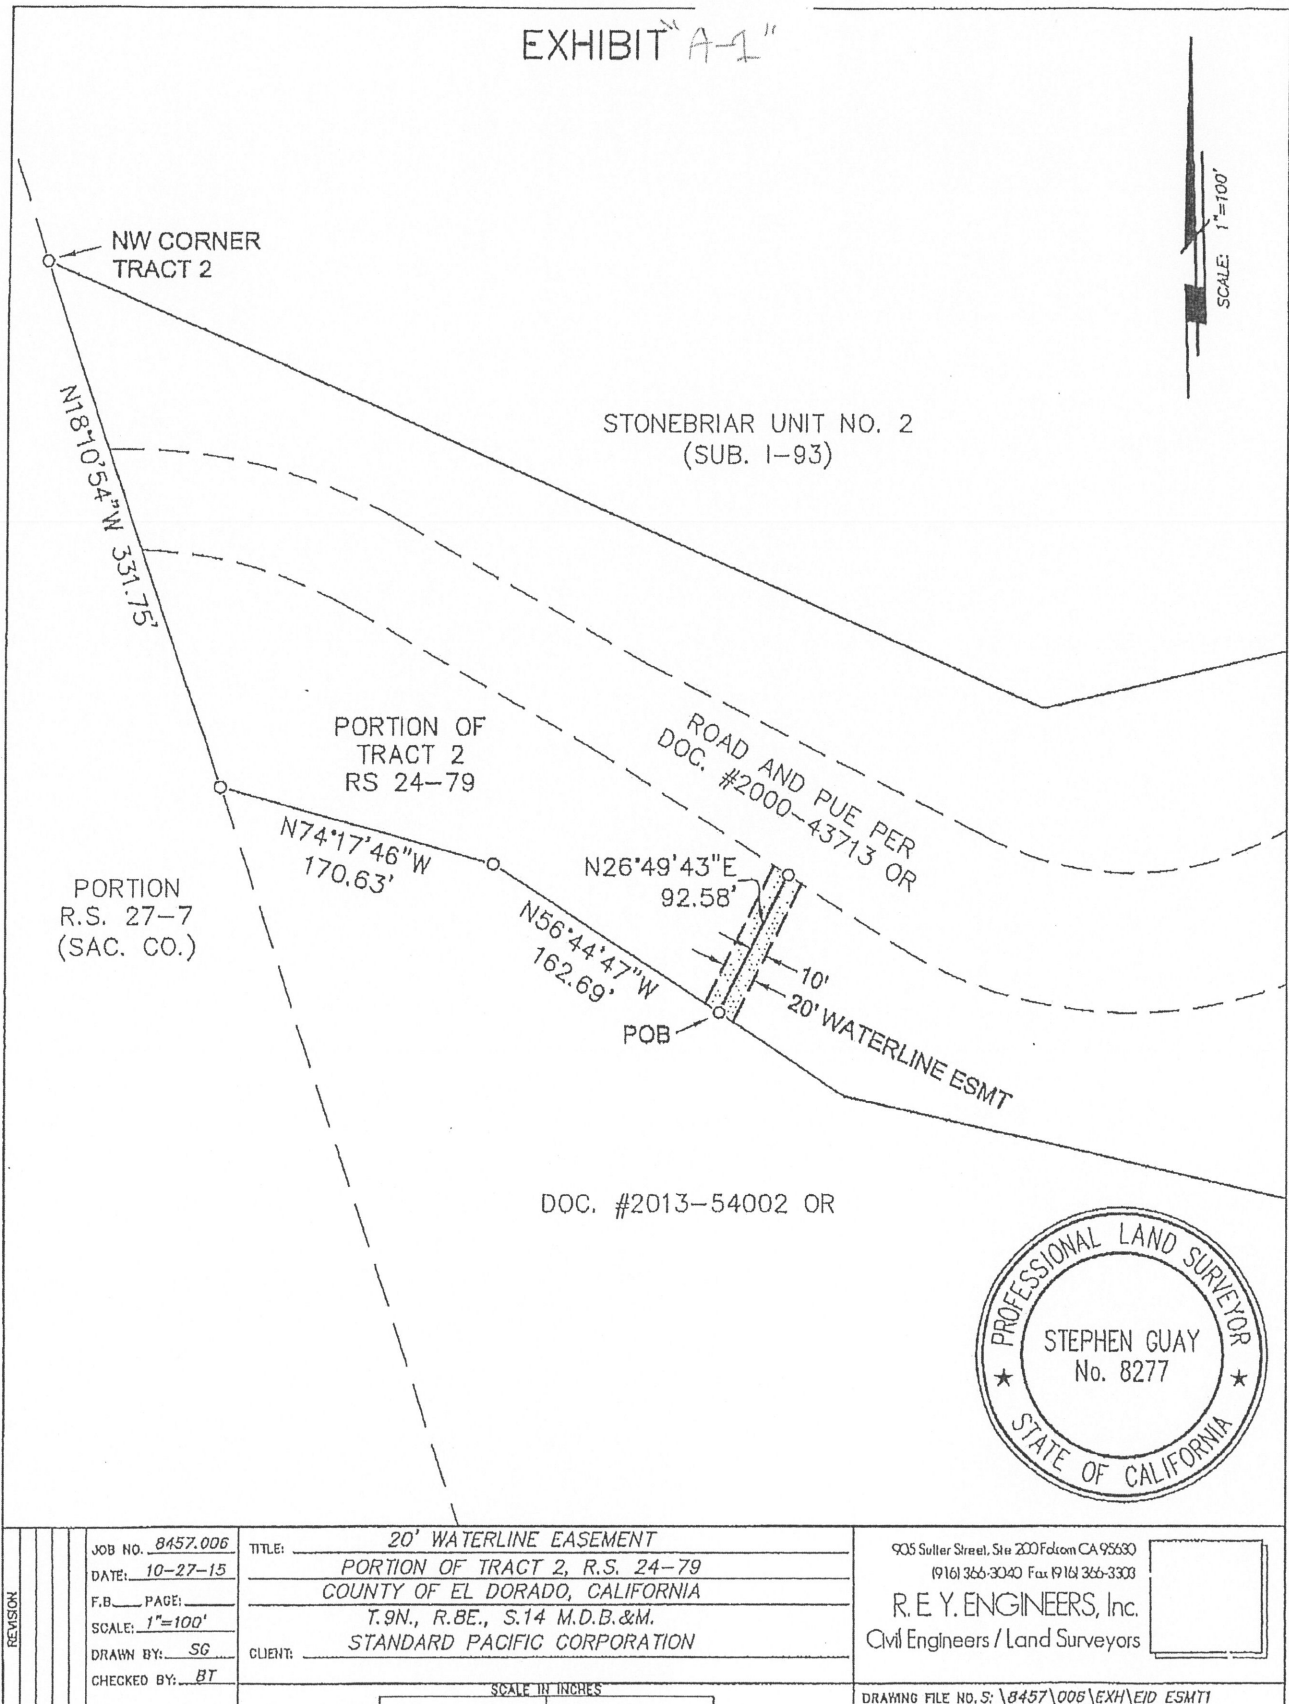 EXHIBIT "A-1"
SCALE: 1"=100'
NW CORNER
TRACT 2
N18°10'54"W 331.75'
STONEBRIAR UNIT NO. 2
(SUB. I-93)
PORTION OF
TRACT 2
RS 24-79
ROAD AND PUE PER
DOC. #2000-43713 OR
N74°17'46"W
170.63'
N26°49'43"E
92.58'
PORTION
R.S. 27-7
(SAC. CO.)
N56°44'47"W
162.69'
10'
20' WATERLINE ESMT
POB
DOC. #2013-54002 OR
PROFESSIONAL LAND SURVEYOR
STEPHEN GUAY
No. 8277
STATE OF CALIFORNIA
REVISION
JOB NO. 8457.006
DATE: 10-27-15
F.B. PAGE:
SCALE: 1"=100'
DRAWN BY: SG
CHECKED BY: BT
TITLE: 20' WATERLINE EASEMENT
PORTION OF TRACT 2, R.S. 24-79
COUNTY OF EL DORADO, CALIFORNIA
T.9N., R.8E., S.14 M.D.B.&M.
CLIENT: STANDARD PACIFIC CORPORATION
SCALE IN INCHES
905 Sutter Street, Ste 200 Folsom CA 95630
(916) 366-3040 Fax (916) 366-3303
R.E.Y. ENGINEERS, Inc.
Civil Engineers / Land Surveyors
DRAWING FILE NO. S:\8457\006\EXH\EID ESMT1